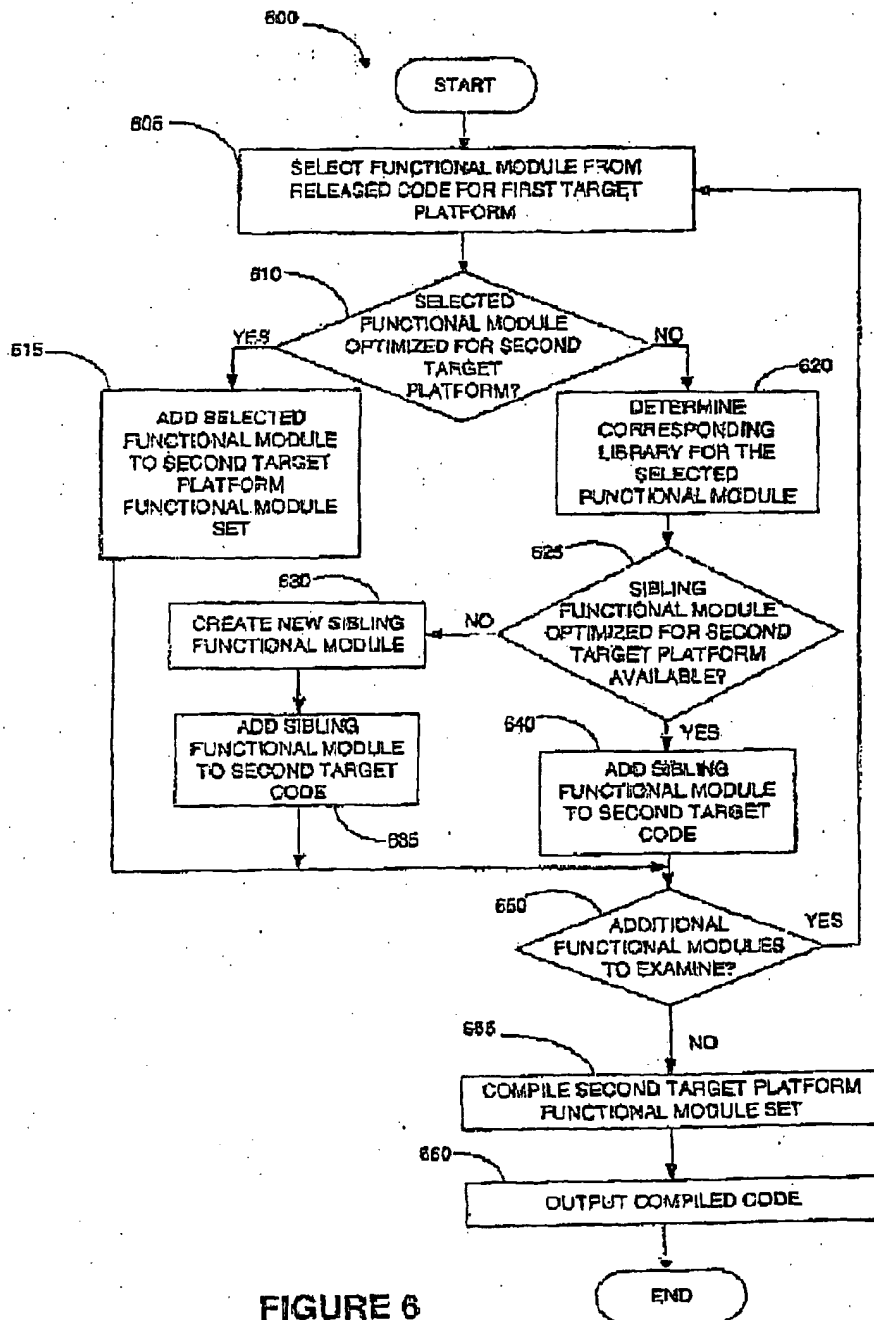 600
START
605
SELECT FUNCTIONAL MODULE FROM
RELEASED CODE FOR FIRST TARGET
PLATFORM
610
SELECTED
FUNCTIONAL MODULE
OPTIMIZED FOR SECOND
TARGET
PLATFORM?
YES
NO
615
ADD SELECTED
FUNCTIONAL MODULE
TO SECOND TARGET
PLATFORM
FUNCTIONAL MODULE
SET
620
DETERMINE
CORRESPONDING
LIBRARY FOR THE
SELECTED
FUNCTIONAL MODULE
625
SIBLING
FUNCTIONAL MODULE
OPTIMIZED FOR SECOND
TARGET PLATFORM
AVAILABLE?
NO
YES
630
CREATE NEW SIBLING
FUNCTIONAL MODULE
ADD SIBLING
FUNCTIONAL MODULE
TO SECOND TARGET
CODE
635
640
ADD SIBLING
FUNCTIONAL MODULE
TO SECOND TARGET
CODE
650
ADDITIONAL
FUNCTIONAL MODULES
TO EXAMINE?
YES
NO
655
COMPILE SECOND TARGET PLATFORM
FUNCTIONAL MODULE SET
660
OUTPUT COMPILED CODE
END
FIGURE 6